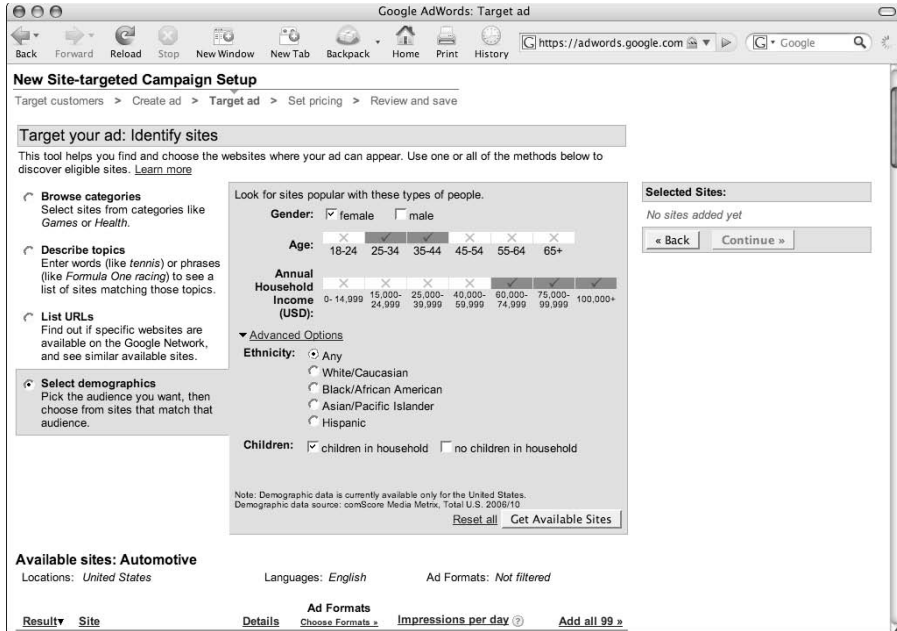 Google AdWords: Target ad
Back Forward Reload Stop New Window New Tab Backpack Home Print History
https://adwords.google.com
Google
New Site-targeted Campaign Setup
Target customers > Create ad > Target ad > Set pricing > Review and save
Target your ad: Identify sites
This tool helps you find and choose the websites where your ad can appear. Use one or all of the methods below to
discover eligible sites. Learn more
Browse categories
Select sites from categories like
Games or Health.
Describe topics
Enter words (like tennis) or phrases
(like Formula One racing) to see a
list of sites matching those topics.
List URLs
Find out if specific websites are
available on the Google Network,
and see similar available sites.
Select demographics
Pick the audience you want, then
choose from sites that match that
audience.
Look for sites popular with these types of people.
Gender: female male
Age: 18-24 25-34 35-44 45-54 55-64 65+
Annual
Household
Income
(USD):
0- 14,999 15,000-24,999 25,000-39,999 40,000-59,999 60,000-74,999 75,000-99,999 100,000+
Advanced Options
Ethnicity: Any
White/Caucasian
Black/African American
Asian/Pacific Islander
Hispanic
Children: children in household no children in household
Note: Demographic data is currently available only for the United States.
Demographic data source: comScore Media Metrix, Total U.S. 2006/10
Reset all Get Available Sites
Selected Sites:
No sites added yet
« Back Continue »
Available sites: Automotive
Locations: United States Languages: English Ad Formats: Not filtered
Result Site Details Ad Formats Choose Formats » Impressions per day ? Add all 99 »